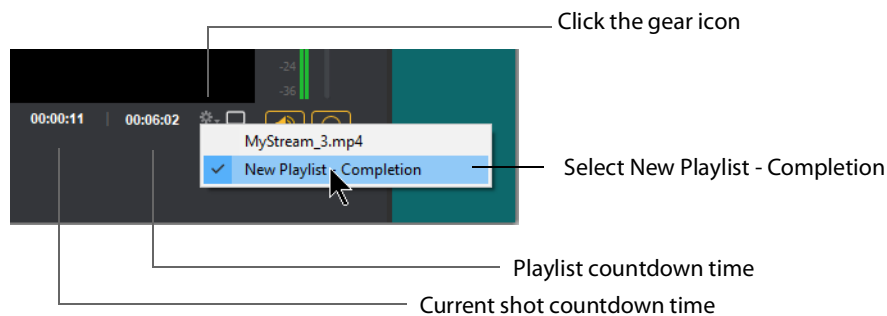 Click the gear icon
-24
-36
00:00:11 | 00:06:02
MyStream_3.mp4
New Playlist - Completion
Select New Playlist - Completion
Playlist countdown time
Current shot countdown time